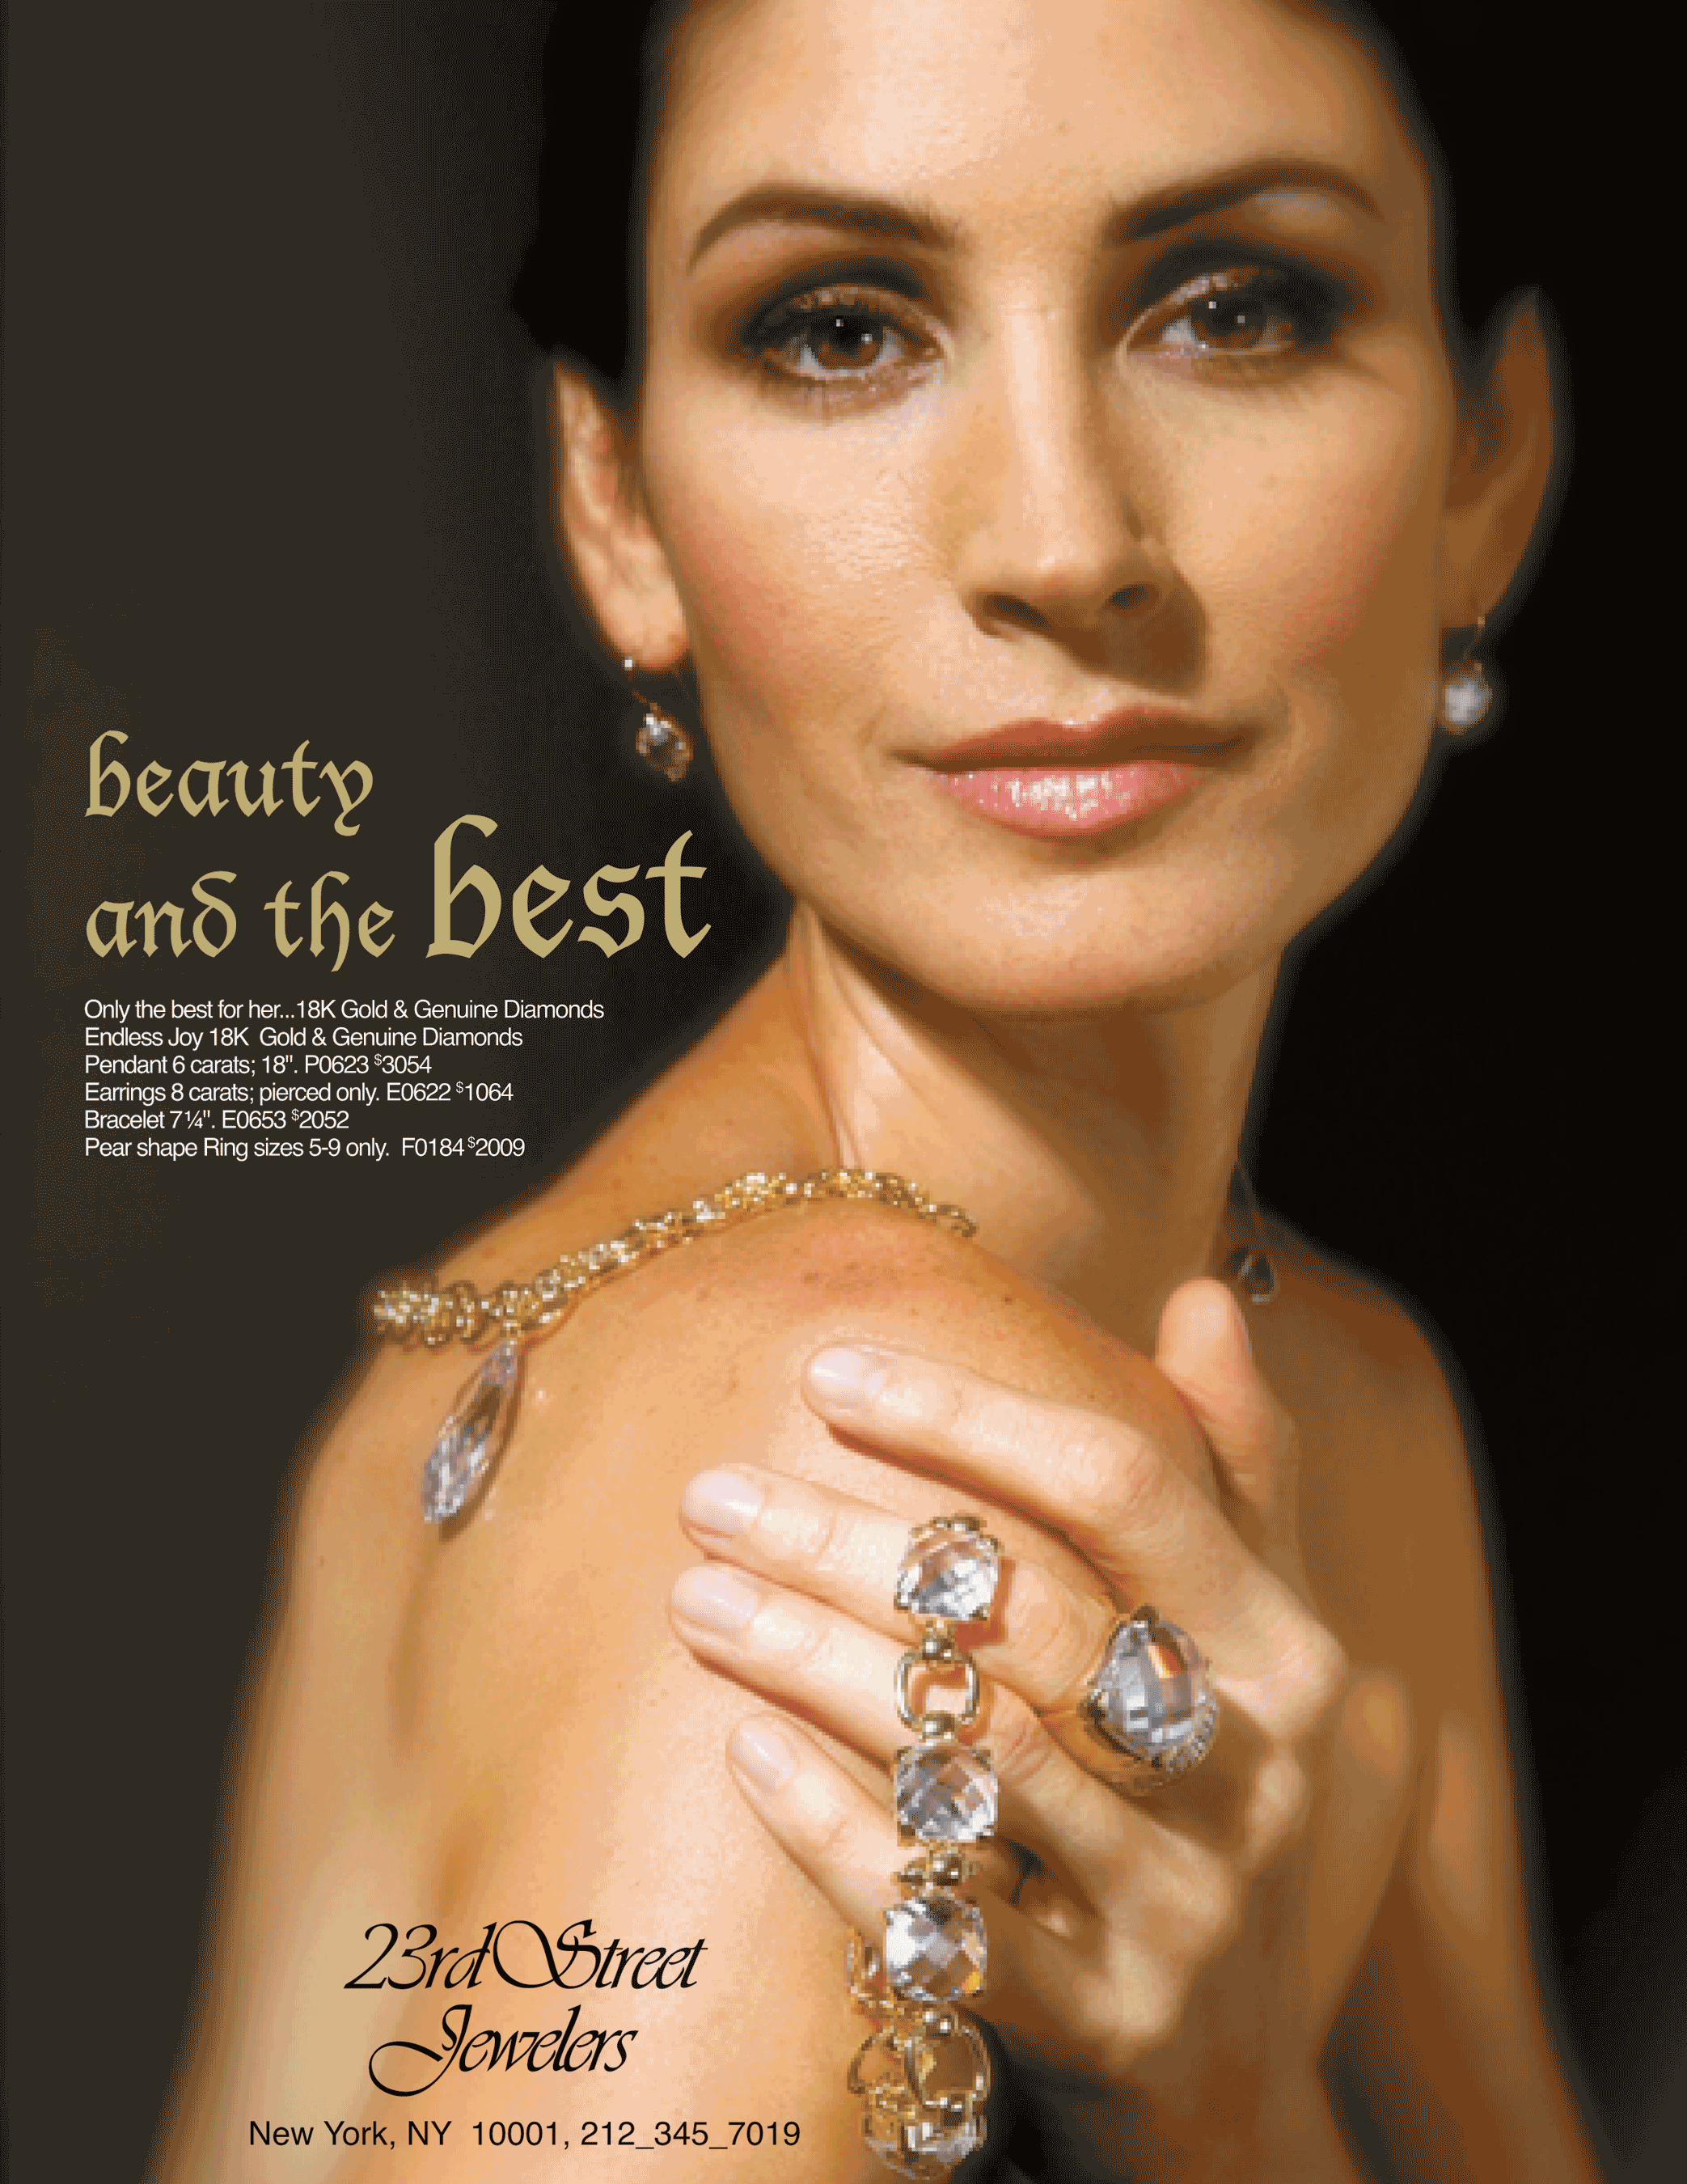 beauty
and the best
Only the best for her...18K Gold & Genuine Diamonds
Endless Joy 18K  Gold & Genuine Diamonds
Pendant 6 carats; 18". P0623 $3054
Earrings 8 carats; pierced only. E0622 $1064
Bracelet 7¼". E0653 $2052
Pear shape Ring sizes 5-9 only.  F0184 $2009
23rd Street
Jewelers
New York, NY  10001, 212_345_7019